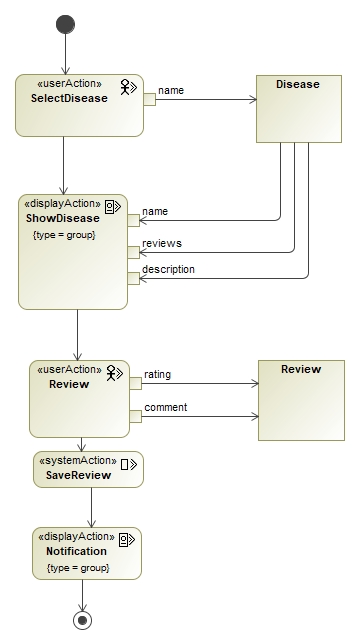 «userAction»
SelectDisease
name
Disease
«displayAction»
ShowDisease
{type = group}
name
reviews
description
«userAction»
Review
rating
comment
Review
«systemAction»
SaveReview
«displayAction»
Notification
{type = group}